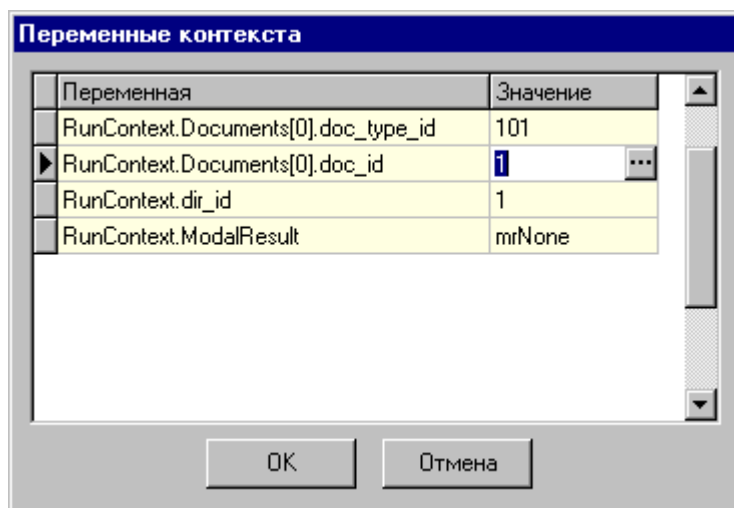 Переменные контекста
Переменная Значение
RunContext.Documents[0].doc_type_id 101
RunContext.Documents[0].doc_id 1 ...
RunContext.dir_id 1
RunContext.ModalResult mrNone
OK Отмена